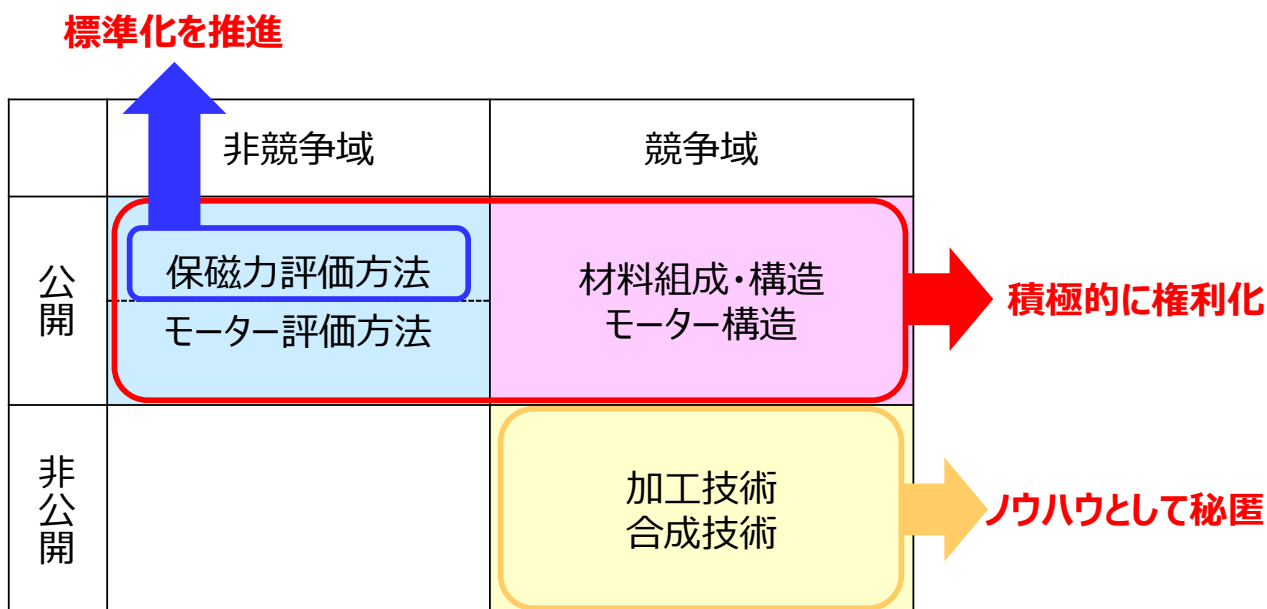 標準化を推進
非競争域
競争域
公開
保磁力評価方法
モーター評価方法
材料組成・構造
モーター構造
積極的に権利化
非公開
加工技術
合成技術
ノウハウとして秘匿